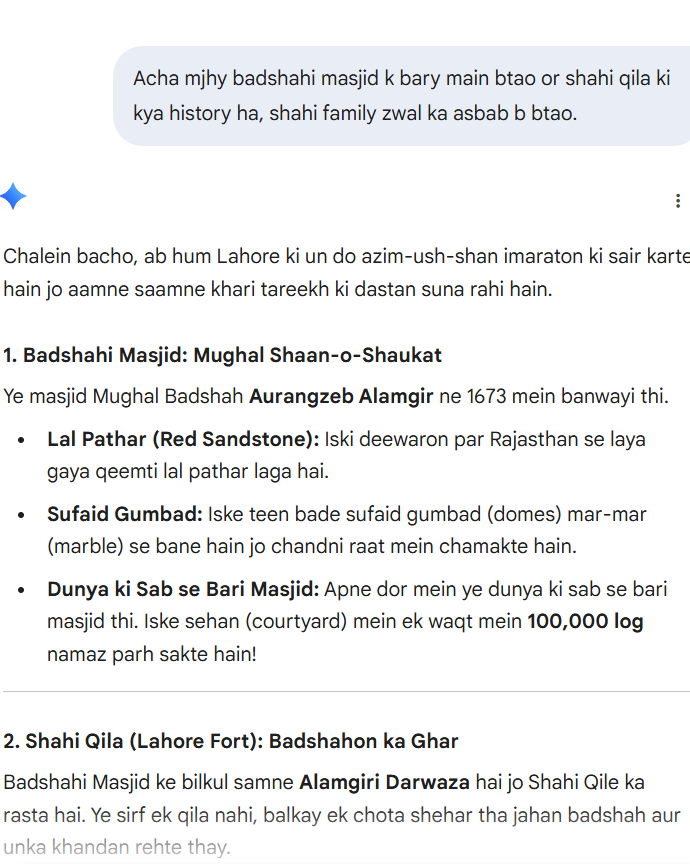 Acha mjhy badshahi masjid k bary main btao or shahi qila ki
kya history ha, shahi family zwal ka asbab b btao.
Chalein bacho, ab hum Lahore ki un do azim-ush-shan imaraton ki sair karte
hain jo aamne saamne khari tareekh ki dastan suna rahi hain.
1. Badshahi Masjid: Mughal Shaan-o-Shaukat
Ye masjid Mughal Badshah Aurangzeb Alamgir ne 1673 mein banwayi thi.
• Lal Pathar (Red Sandstone): Iski deewaron par Rajasthan se laya
gaya qeemti lal pathar laga hai.
• Sufaid Gumbad: Iske teen bade sufaid gumbad (domes) mar-mar
(marble) se bane hain jo chandni raat mein chamakte hain.
• Dunya ki Sab se Bari Masjid: Apne dor mein ye dunya ki sab se bari
masjid thi. Iske sehan (courtyard) mein ek waqt mein 100,000 log
namaz parh sakte hain!
2. Shahi Qila (Lahore Fort): Badshahon ka Ghar
Badshahi Masjid ke bilkul samne Alamgiri Darwaza hai jo Shahi Qile ka
rasta hai. Ye sirf ek qila nahi, balkay ek chota shehar tha jahan badshah aur
unka khandan rehte thay.